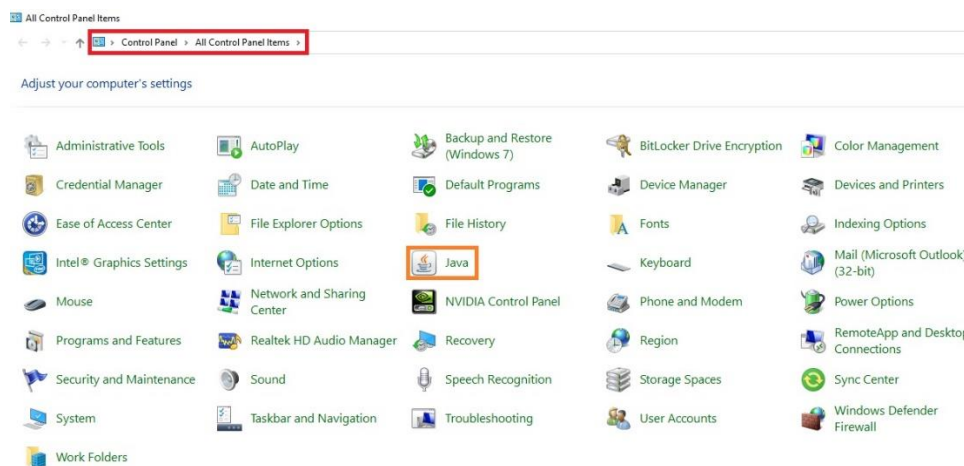 All Control Panel Items
Control Panel > All Control Panel Items >
Adjust your computer's settings
Administrative Tools
AutoPlay
Backup and Restore
(Windows 7)
BitLocker Drive Encryption
Color Management
Credential Manager
Date and Time
Default Programs
Device Manager
Devices and Printers
Ease of Access Center
File Explorer Options
File History
Fonts
Indexing Options
Intel® Graphics Settings
Internet Options
Java
Keyboard
Mail (Microsoft Outlook)
(32-bit)
Mouse
Network and Sharing
Center
NVIDIA Control Panel
Phone and Modem
Power Options
Programs and Features
Realtek HD Audio Manager
Recovery
Region
RemoteApp and Desktop
Connections
Security and Maintenance
Sound
Speech Recognition
Storage Spaces
Sync Center
System
Taskbar and Navigation
Troubleshooting
User Accounts
Windows Defender
Firewall
Work Folders